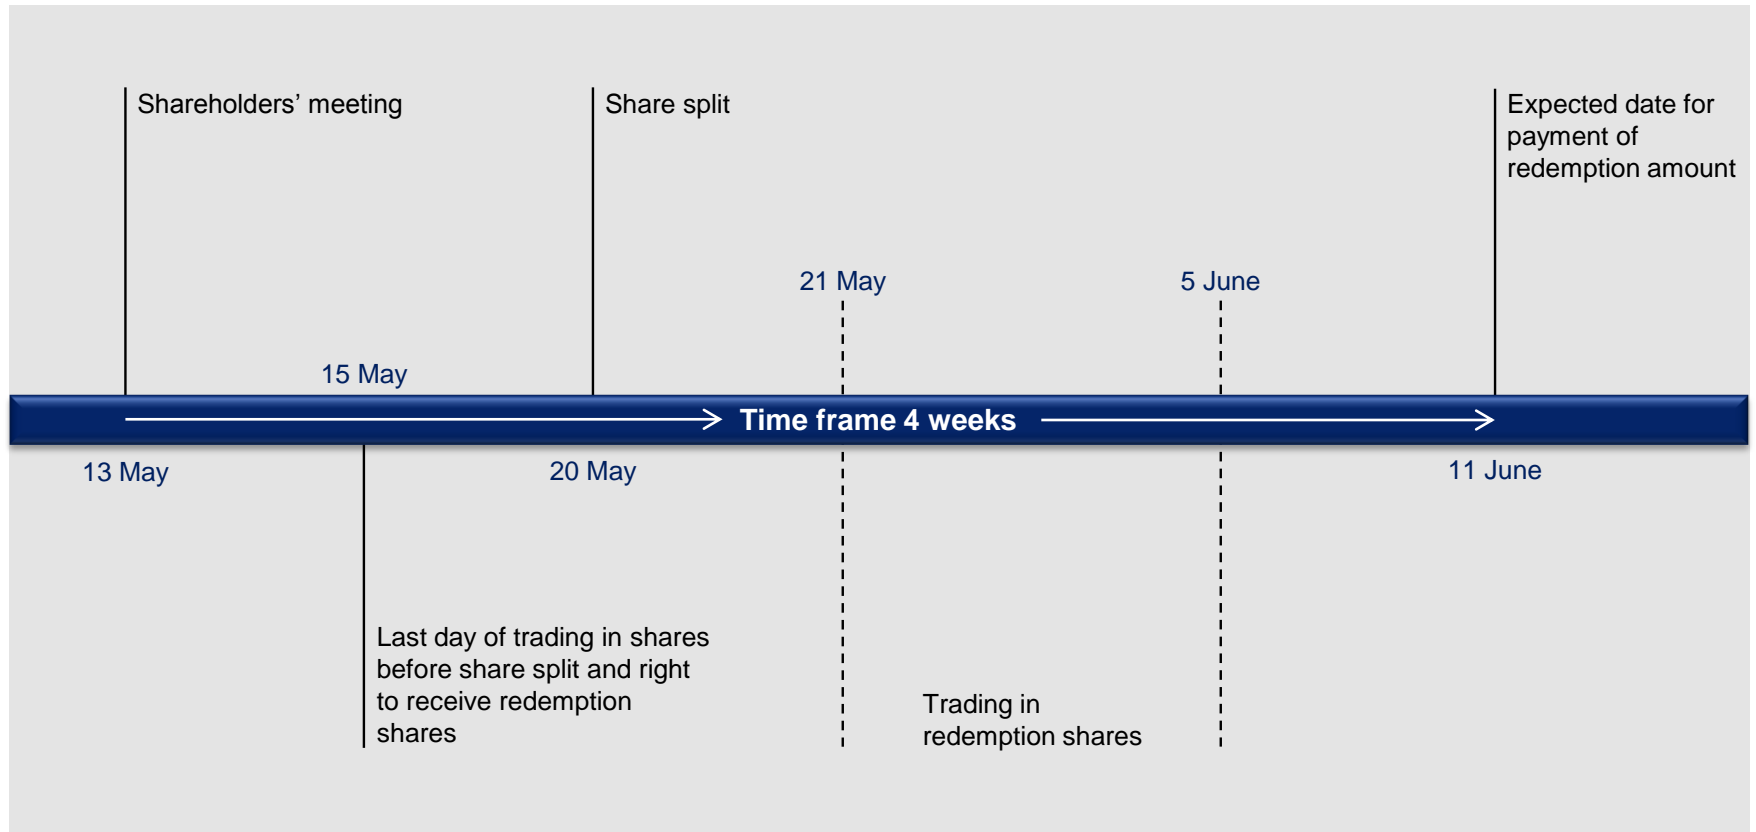 Shareholders’ meeting
Share split
Expected date for
payment of
redemption amount
21 May
5 June
15 May
Time frame 4 weeks
13 May
20 May
11 June
Last day of trading in shares
before share split and right
to receive redemption
shares
Trading in
redemption shares